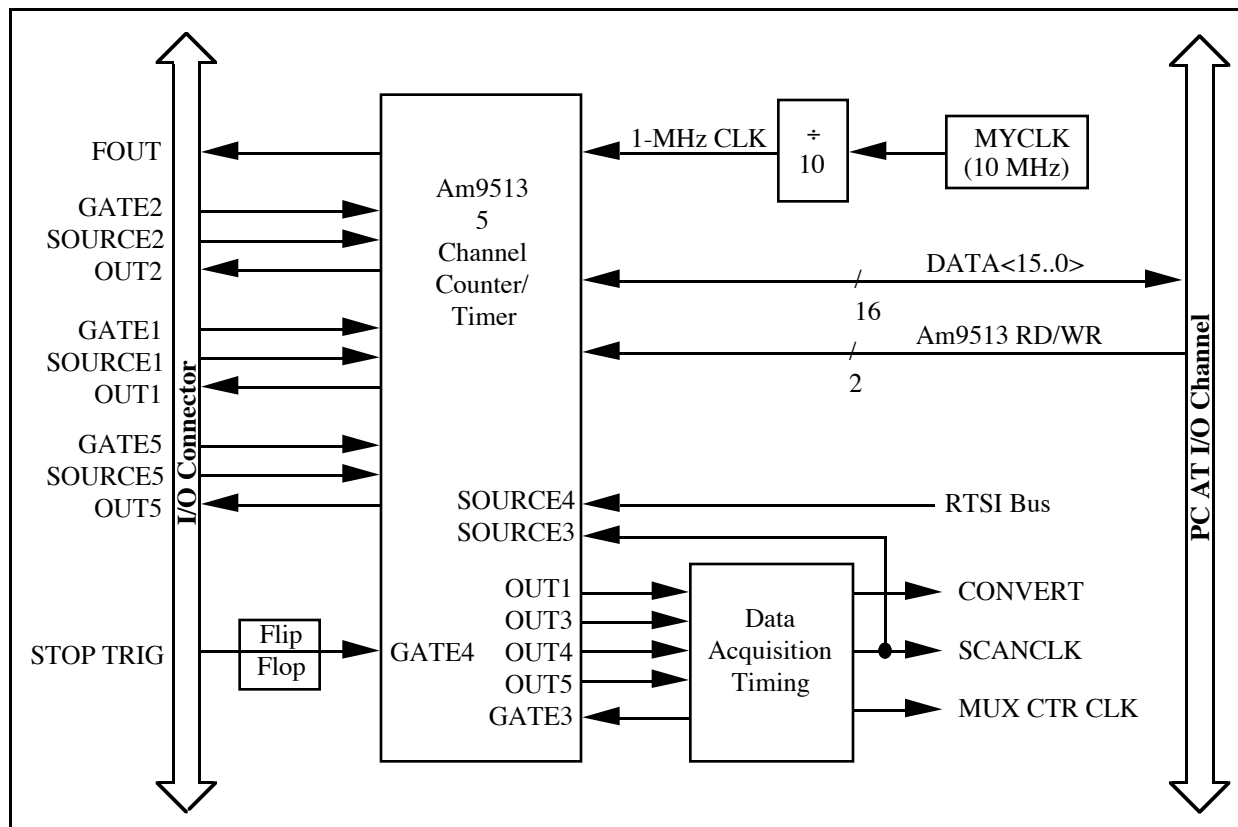 FOUT
GATE2
SOURCE2
OUT2
GATE1
SOURCE1
OUT1
GATE5
SOURCE5
OUT5
STOP TRIG
I/O Connector
Flip
Flop
Am9513
5
Channel
Counter/
Timer
SOURCE4
SOURCE3
OUT1
OUT3
OUT4
OUT5
GATE3
GATE4
1-MHz CLK
÷
10
MYCLK
(10 MHz)
DATA<15..0>
/
16
Am9513 RD/WR
/
2
RTSI Bus
Data
Acquisition
Timing
CONVERT
SCANCLK
MUX CTR CLK
PC AT I/O Channel